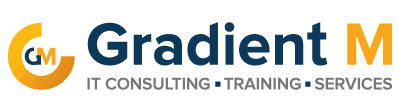 GM
Gradient M
IT CONSULTING ▪ TRAINING ▪ SERVICES